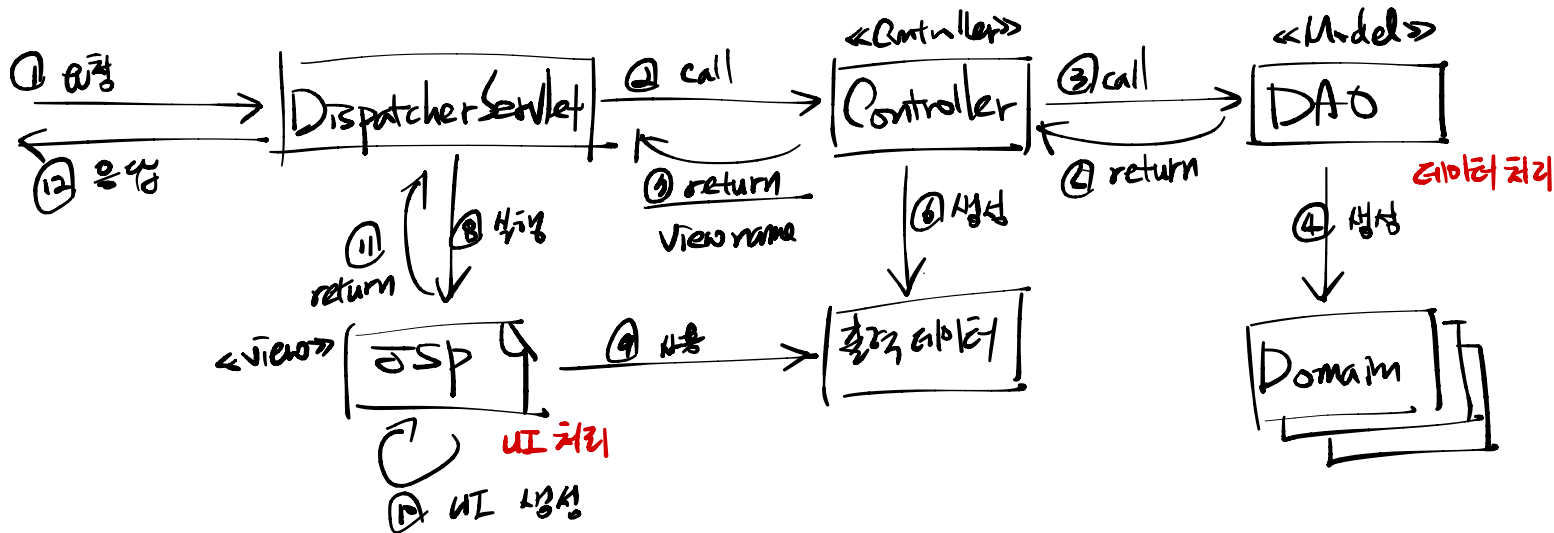 ① 요청
DispatcherServlet
② call
≪Controller≫
Controller
③ call
≪Model≫
DAO
⑫ 응답
return
view name
return
데이터처리
⑪
return
⑧ 실행
⑥ 생성
④ 생성
≪view≫
JSP
⑨ 사용
출력데이터
Domain
UI 처리
⑩ UI 생성